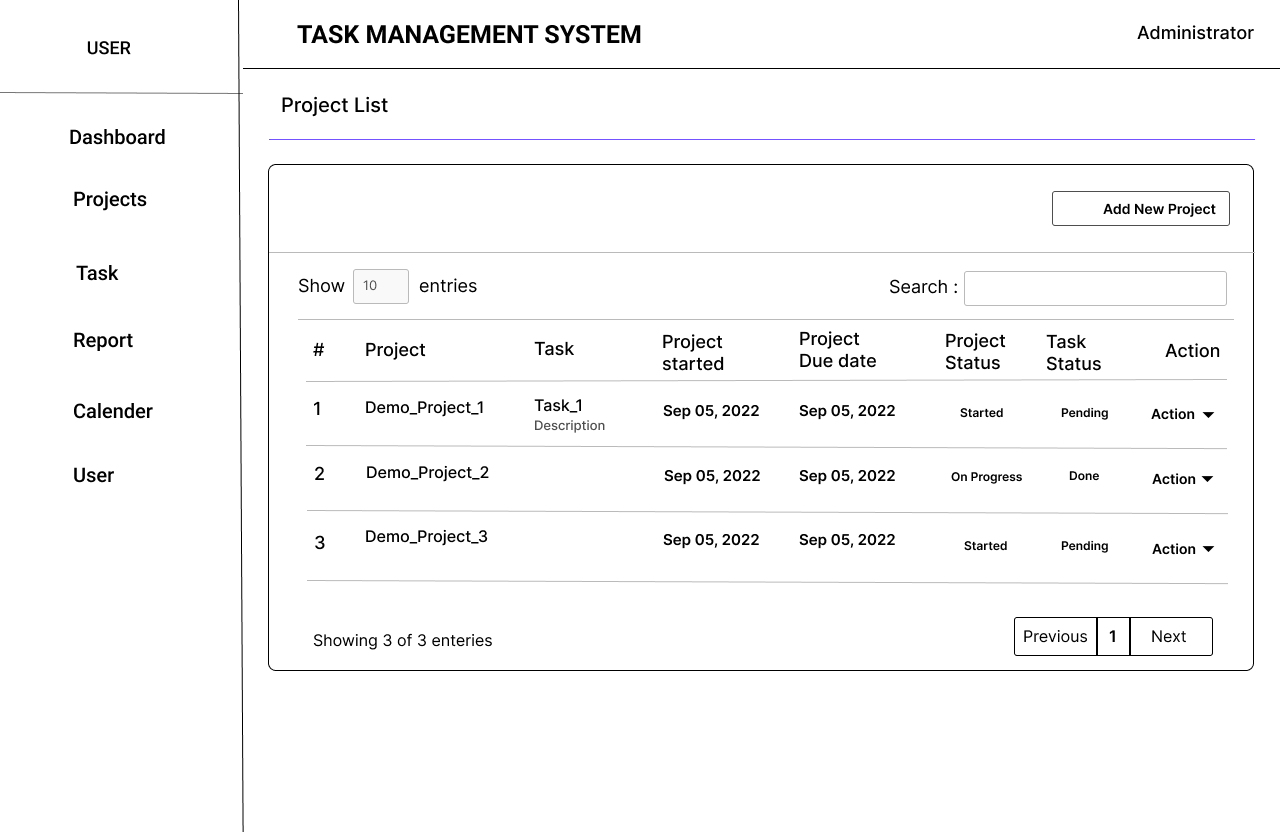 USER
TASK MANAGEMENT SYSTEM
Administrator
Dashboard
Projects
Task
Report
Calender
User
Project List
Add New Project
Show 10 entries
Search :
# Project Task Project started Project Due date Project Status Task Status Action
1 Demo_Project_1 Task_1 Sep 05, 2022 Sep 05, 2022 Started Pending Action
Description
2 Demo_Project_2 Sep 05, 2022 Sep 05, 2022 On Progress Done Action
3 Demo_Project_3 Sep 05, 2022 Sep 05, 2022 Started Pending Action
Showing 3 of 3 enteries
Previous 1 Next